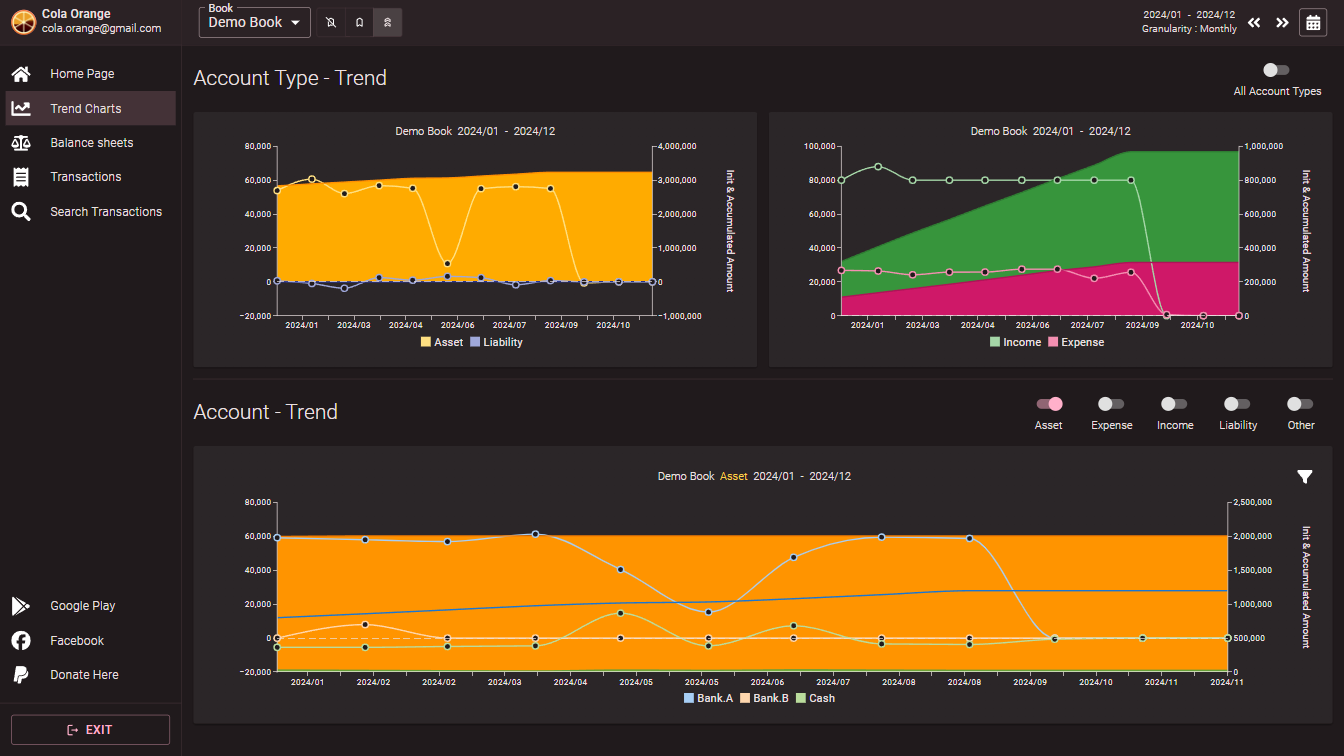 Cola Orange
cola.orange@gmail.com
Book
Demo Book
2024/01 - 2024/12
Granularity : Monthly
Home Page
Trend Charts
Balance sheets
Transactions
Search Transactions
Google Play
Facebook
Donate Here
EXIT
Account Type - Trend
All Account Types
Demo Book 2024/01 - 2024/12
80,000
60,000
40,000
20,000
0
−20,000
4,000,000
3,000,000
2,000,000
1,000,000
0
−1,000,000
Init & Accumulated Amount
2024/01 2024/03 2024/04 2024/06 2024/07 2024/09 2024/10
Asset Liability
Demo Book 2024/01 - 2024/12
100,000
80,000
60,000
40,000
20,000
0
1,000,000
800,000
600,000
400,000
200,000
0
Init & Accumulated Amount
2024/01 2024/03 2024/04 2024/06 2024/07 2024/09 2024/10
Income Expense
Account - Trend
Asset Expense Income Liability Other
Demo Book Asset 2024/01 - 2024/12
80,000
60,000
40,000
20,000
0
−20,000
2,500,000
2,000,000
1,500,000
1,000,000
500,000
0
Init & Accumulated Amount
2024/01 2024/02 2024/02 2024/03 2024/04 2024/05 2024/05 2024/06 2024/07 2024/08 2024/08 2024/09 2024/10 2024/11 2024/11
Bank.A Bank.B Cash